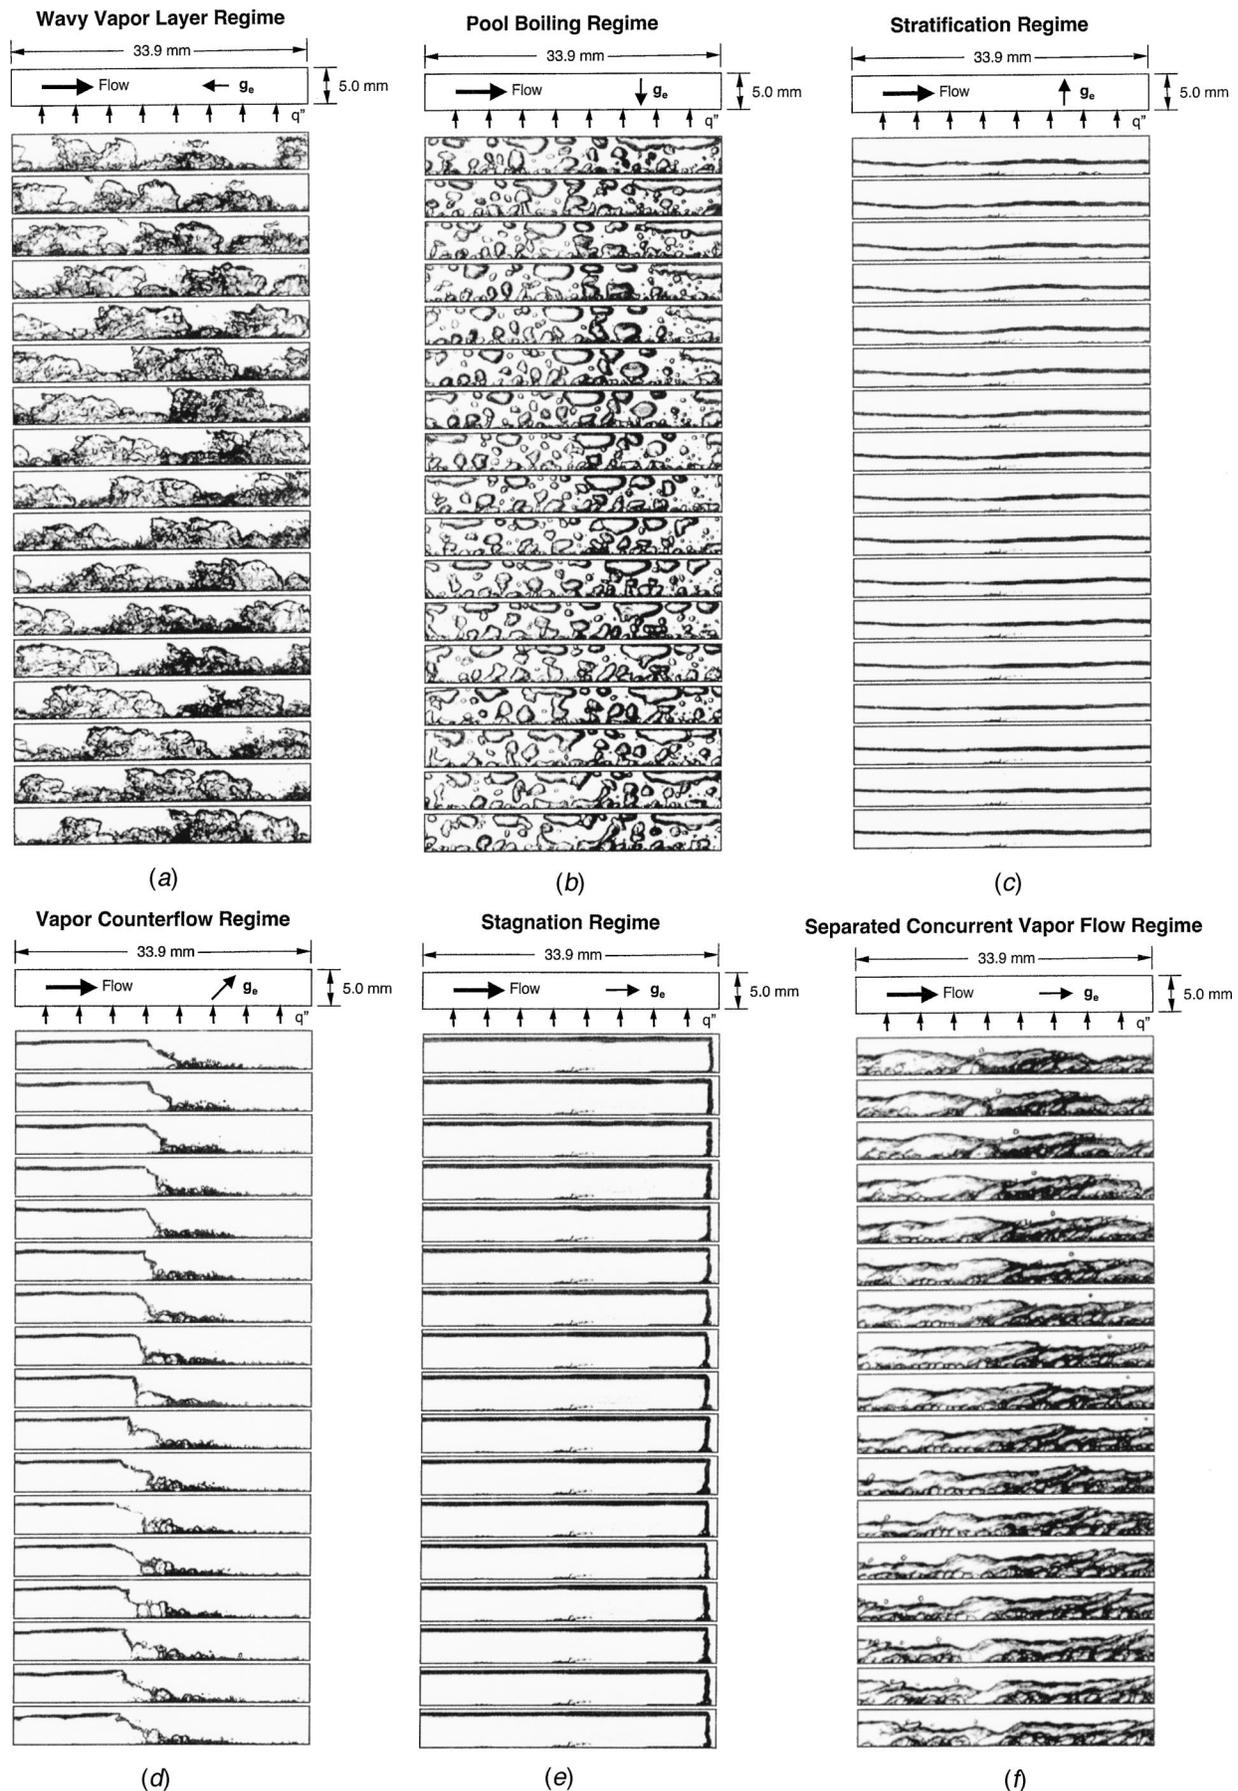 Wavy Vapor Layer Regime
33.9 mm
Flow
gₑ
5.0 mm
q”
(a)
Pool Boiling Regime
33.9 mm
Flow
gₑ
5.0 mm
q”
(b)
Stratification Regime
33.9 mm
Flow
gₑ
5.0 mm
q”
(c)
Vapor Counterflow Regime
33.9 mm
Flow
gₑ
5.0 mm
q”
(d)
Stagnation Regime
33.9 mm
Flow
gₑ
5.0 mm
q”
(e)
Separated Concurrent Vapor Flow Regime
33.9 mm
Flow
gₑ
5.0 mm
q”
(f)